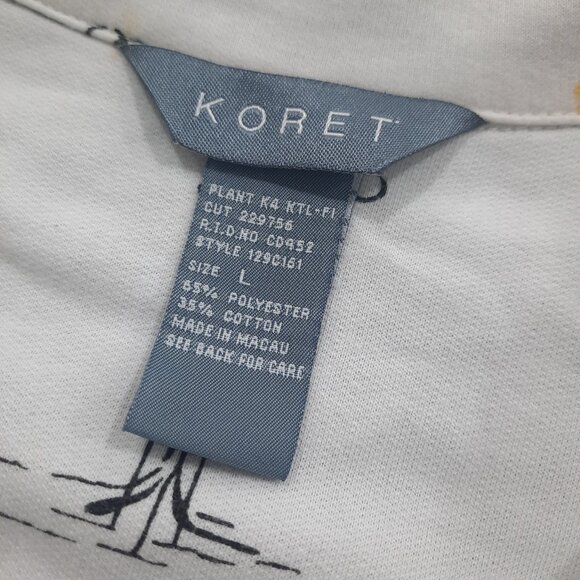 KORET
PLANT K4 KTL-FI
CUT 229756
R.I.D.NO CD952
STYLE 129C161
SIZE L
65% POLYESTER
35% COTTON
MADE IN MACAU
SEE BACK FOR CARE